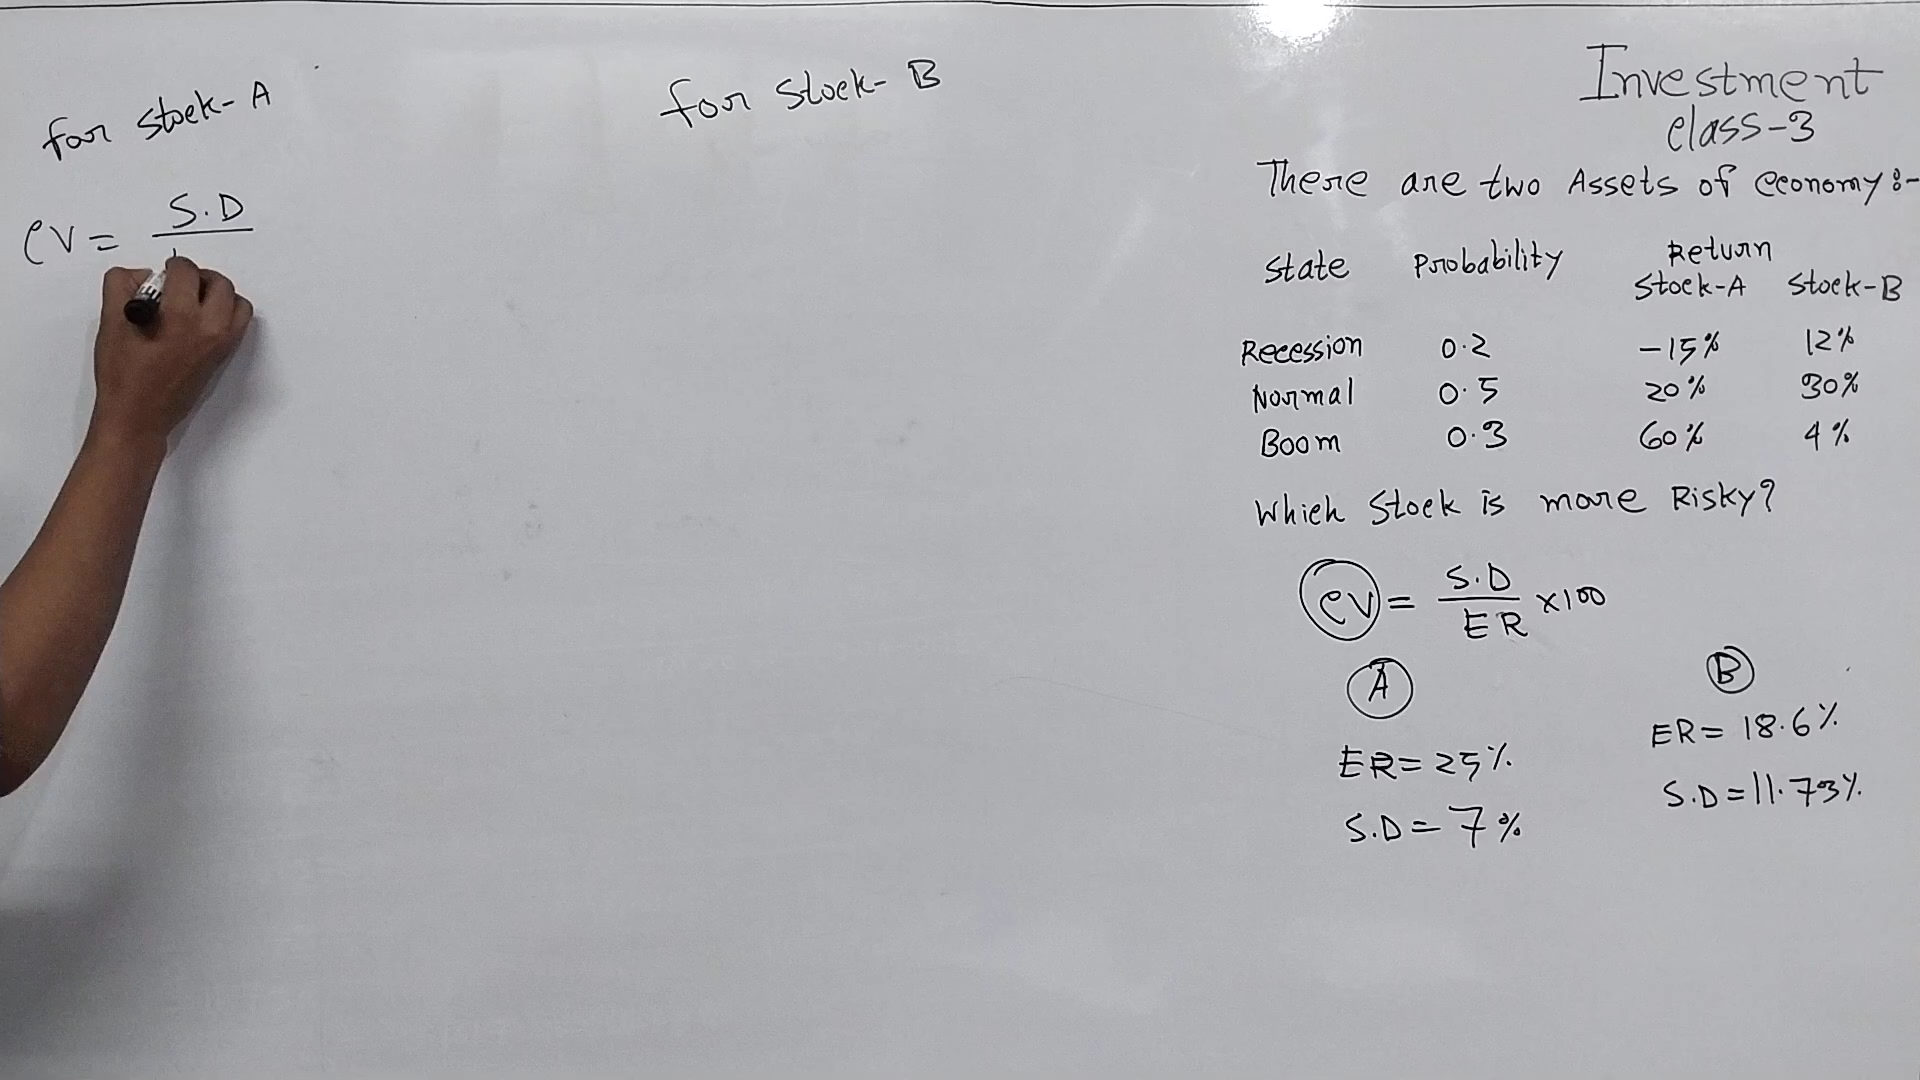 For Stock-A
CV = S.D
For Stock-B
Investment
Class-3
There are two Assets of economy:-
State Probability Return
Stock-A Stock-B
Recession 0.2 -15% 12%
Normal 0.5 20% 30%
Boom 0.3 60% 4%
Which Stock is more Risky?
CV = S.D / ER ×100
A
ER = 25%
S.D = 7%
B
ER = 18.6%
S.D = 11.73%